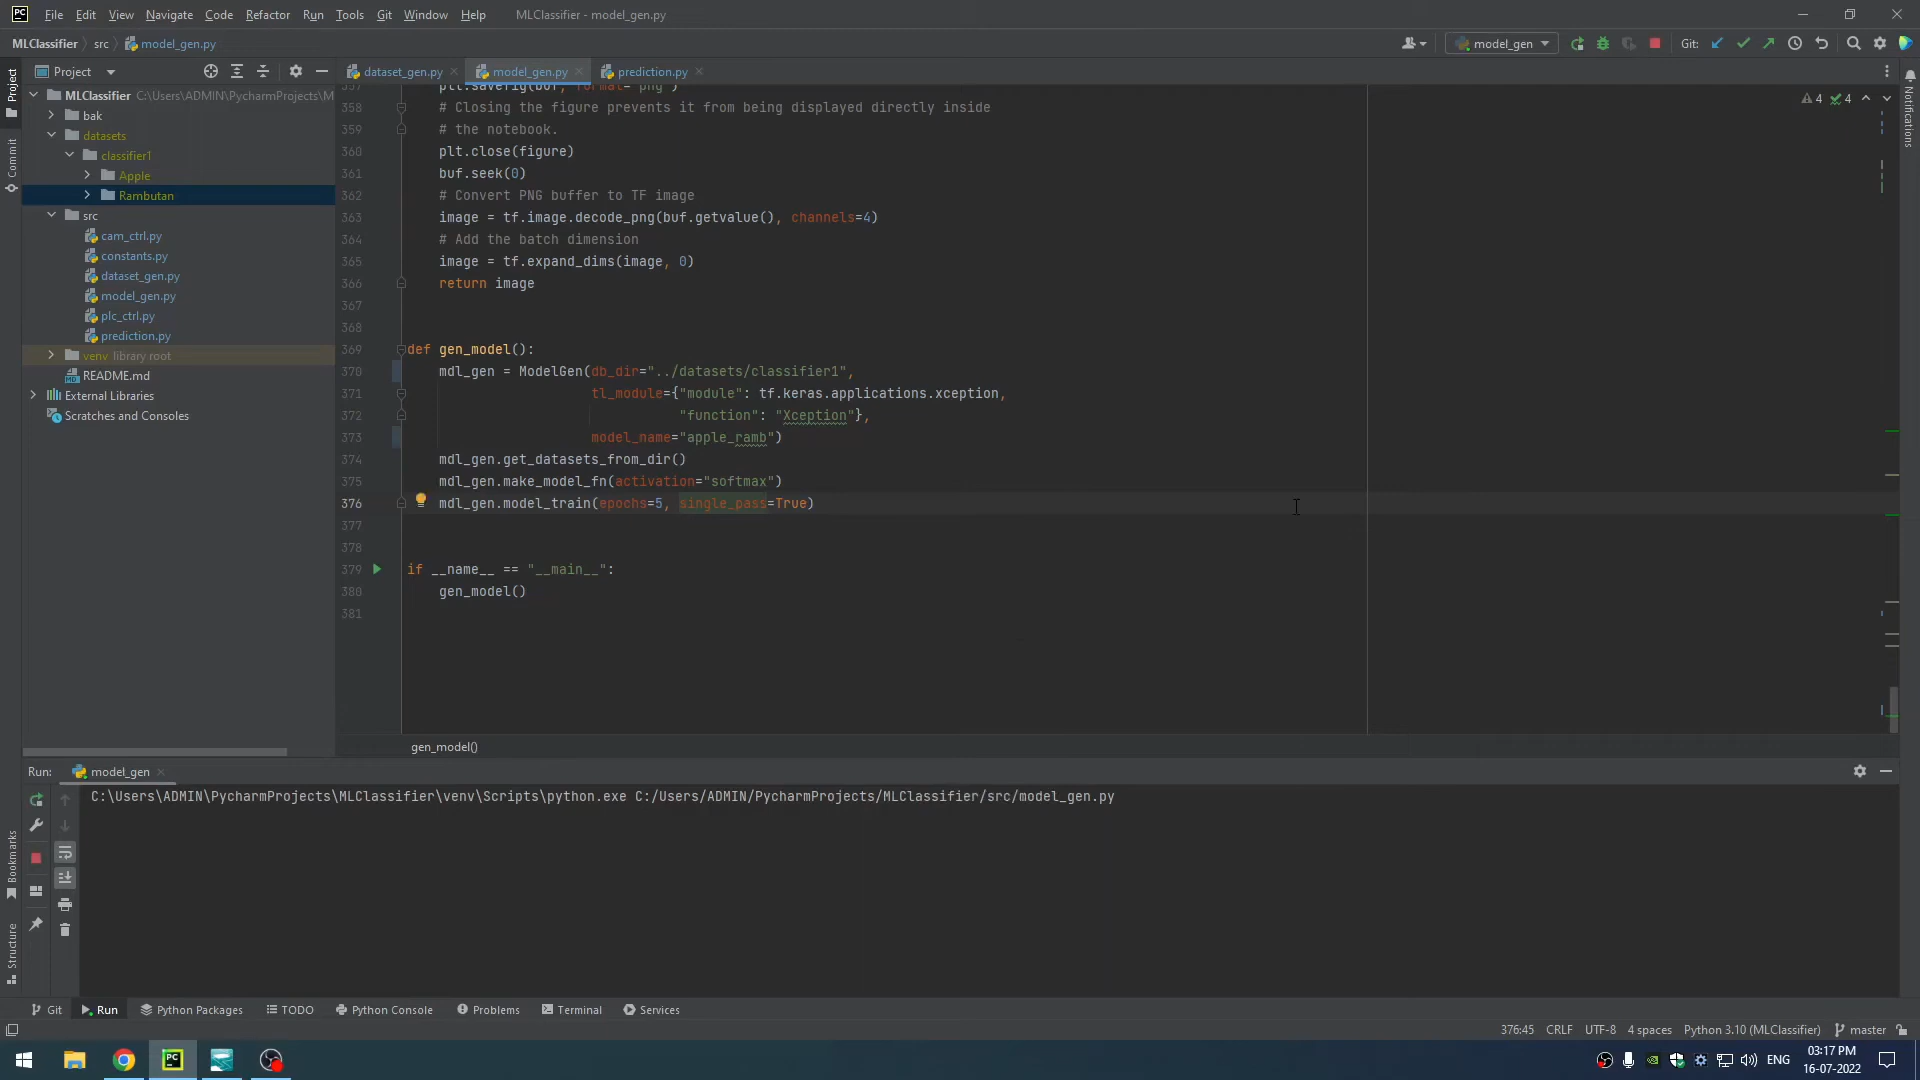 File Edit View Navigate Code Refactor Run Tools Git Window Help MLClassifier - model_gen.py
MLClassifier src model_gen.py
model_gen
Git:
Project
dataset_gen.py
model_gen.py
prediction.py
MLClassifier C:\Users\ADMIN\PycharmProjects\M
bak
datasets
classifier1
Apple
Rambutan
src
cam_ctrl.py
constants.py
dataset_gen.py
model_gen.py
plc_ctrl.py
prediction.py
venv library root
README.md
External Libraries
Scratches and Consoles
Project
Commit
Bookmarks
Structure
Notifications
4 4
357 plt.savefig(buf, format='png')
358 # Closing the figure prevents it from being displayed directly inside
359 # the notebook.
360 plt.close(figure)
361 buf.seek(0)
362 # Convert PNG buffer to TF image
363 image = tf.image.decode_png(buf.getvalue(), channels=4)
364 # Add the batch dimension
365 image = tf.expand_dims(image, 0)
366 return image
367
368
369 def gen_model():
370 mdl_gen = ModelGen(db_dir="../datasets/classifier1",
371 tl_module={"module": tf.keras.applications.xception,
372 "function": "Xception"},
373 model_name="apple_ramb")
374 mdl_gen.get_datasets_from_dir()
375 mdl_gen.make_model_fn(activation="softmax")
376 mdl_gen.model_train(epochs=5, single_pass=True)
377
378
379 if __name__ == "__main__":
380 gen_model()
381
gen_model()
Run: model_gen
C:\Users\ADMIN\PycharmProjects\MLClassifier\venv\Scripts\python.exe C:/Users/ADMIN/PycharmProjects/MLClassifier/src/model_gen.py
Git Run Python Packages TODO Python Console Problems Terminal Services
376:45 CRLF UTF-8 4 spaces Python 3.10 (MLClassifier) master
PC
ENG
03:17 PM
16-07-2022